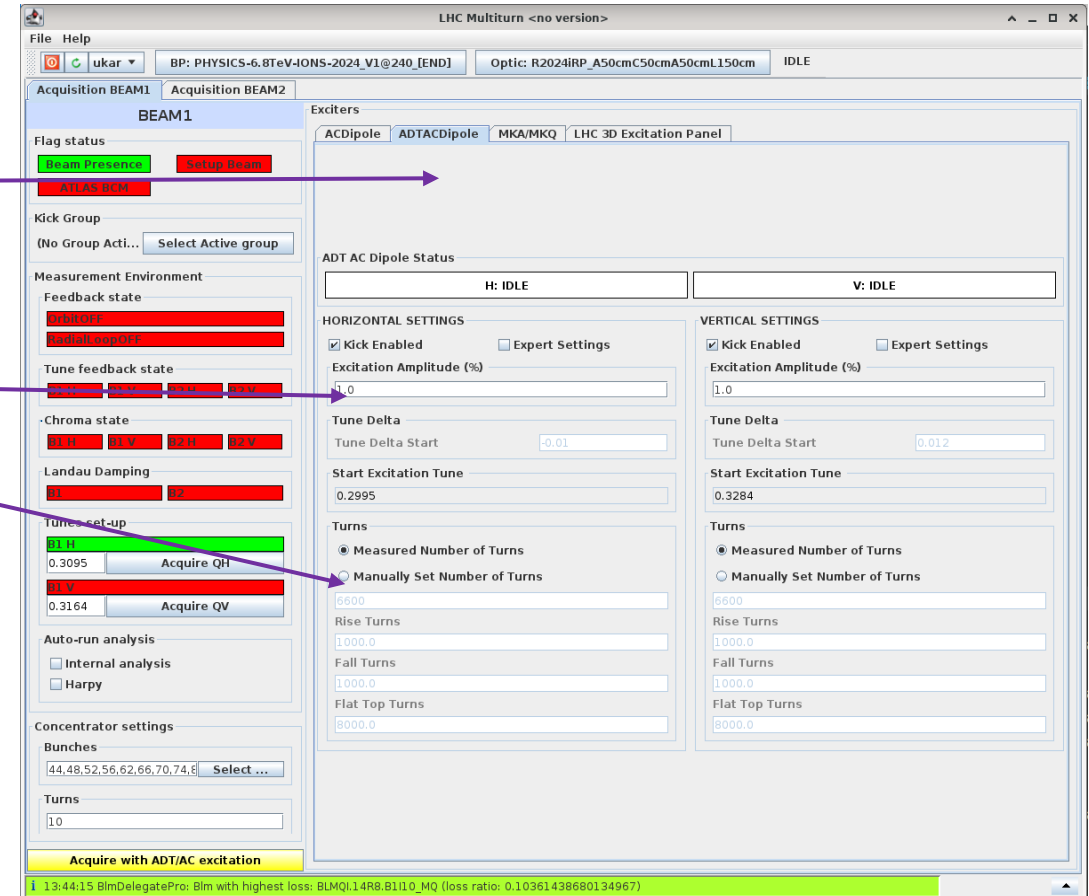 LHC Multiturn <no version>
File Help
ukar
BP: PHYSICS-6.8TeV-IONS-2024_V1@240_[END]
Optic: R2024iRP_A50cmC50cmA50cmL150cm
IDLE
Acquisition BEAM1 Acquisition BEAM2
BEAM1
Flag status
Beam Presence Setup Beam
ATLAS BCM
Kick Group
(No Group Acti... Select Active group
Measurement Environment
Feedback state
OrbitOFF
RadialLoopOFF
Tune feedback state
B1 H B1 V B2 H B2 V
Chroma state
B1 H B1 V B2 H B2 V
Landau Damping
B1 B2
Tunes set-up
B1 H
0.3095 Acquire QH
B1 V
0.3164 Acquire QV
Auto-run analysis
Internal analysis
Harpy
Concentrator settings
Bunches
44,48,52,56,62,66,70,74,8 Select ...
Turns
10
Acquire with ADT/AC excitation
Exciters
ACDipole ADTACDipole MKA/MKQ LHC 3D Excitation Panel
ADT AC Dipole Status
H: IDLE V: IDLE
HORIZONTAL SETTINGS
Kick Enabled Expert Settings
Excitation Amplitude (%)
1.0
Tune Delta
Tune Delta Start -0.01
Start Excitation Tune
0.2995
Turns
Measured Number of Turns
Manually Set Number of Turns
6600
Rise Turns
1000.0
Fall Turns
1000.0
Flat Top Turns
8000.0
VERTICAL SETTINGS
Kick Enabled Expert Settings
Excitation Amplitude (%)
1.0
Tune Delta
Tune Delta Start 0.012
Start Excitation Tune
0.3284
Turns
Measured Number of Turns
Manually Set Number of Turns
6600
Rise Turns
1000.0
Fall Turns
1000.0
Flat Top Turns
8000.0
13:44:15 BlmDelegatePro: Blm with highest loss: BLMQI.14R8.B1I10_MQ (loss ratio: 0.10361438680134967)